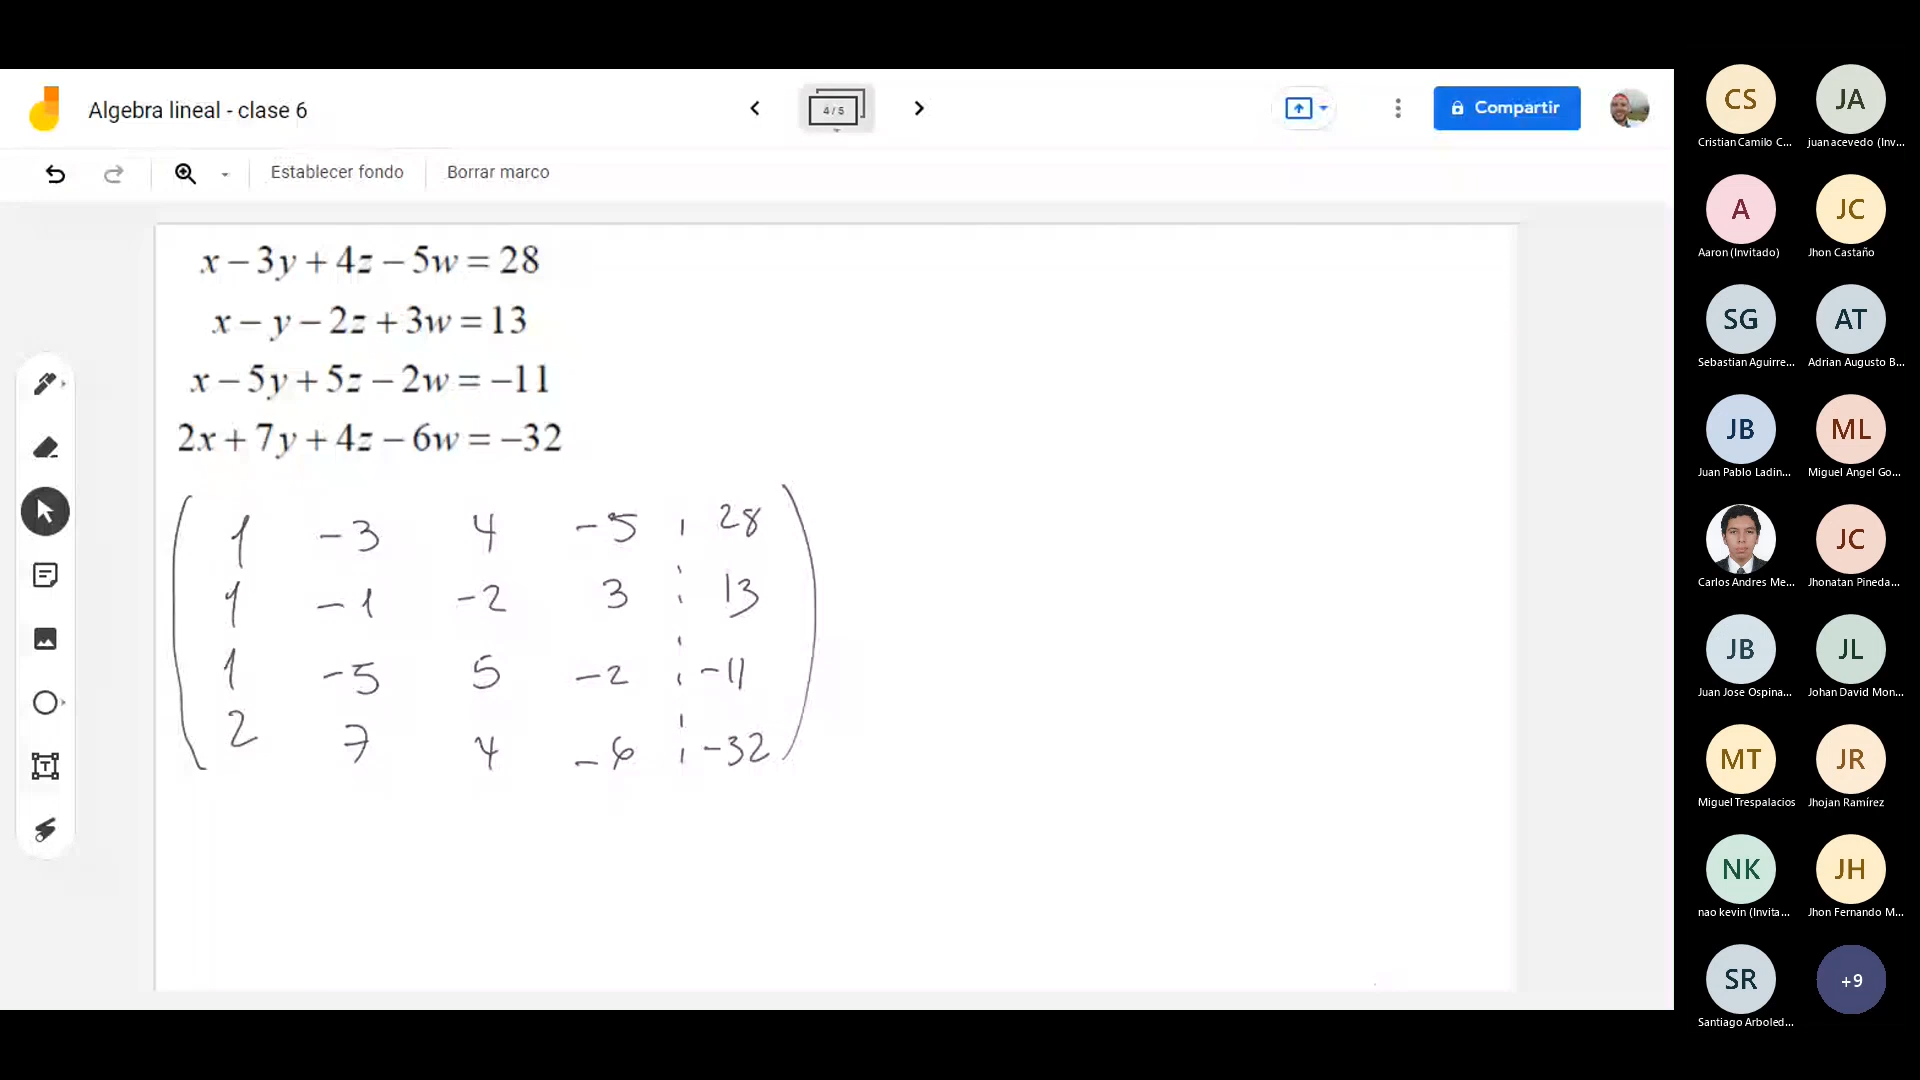 Algebra lineal - clase 6
4 / 5
Compartir
Establecer fondo
Borrar marco
x − 3y + 4z − 5w = 28
x − y − 2z + 3w = 13
x − 5y + 5z − 2w = −11
2x + 7y + 4z − 6w = −32
1 -3 4 -5 28
1 -1 -2 3 13
1 -5 5 -2 -11
2 7 4 -6 -32
CS JA
Cristian Camilo C... juan acevedo (Inv...
A JC
Aaron (Invitado) Jhon Castaño
SG AT
Sebastian Aguirre... Adrian Augusto B...
JB ML
Juan Pablo Ladin... Miguel Angel Go...
JC
Carlos Andres Me... Jhonatan Pineda...
JB JL
Juan Jose Ospina... Johan David Mon...
MT JR
Miguel Trespalacios Jhojan Ramírez
NK JH
nao kevin (Invita... Jhon Fernando M...
SR +9
Santiago Arboled...